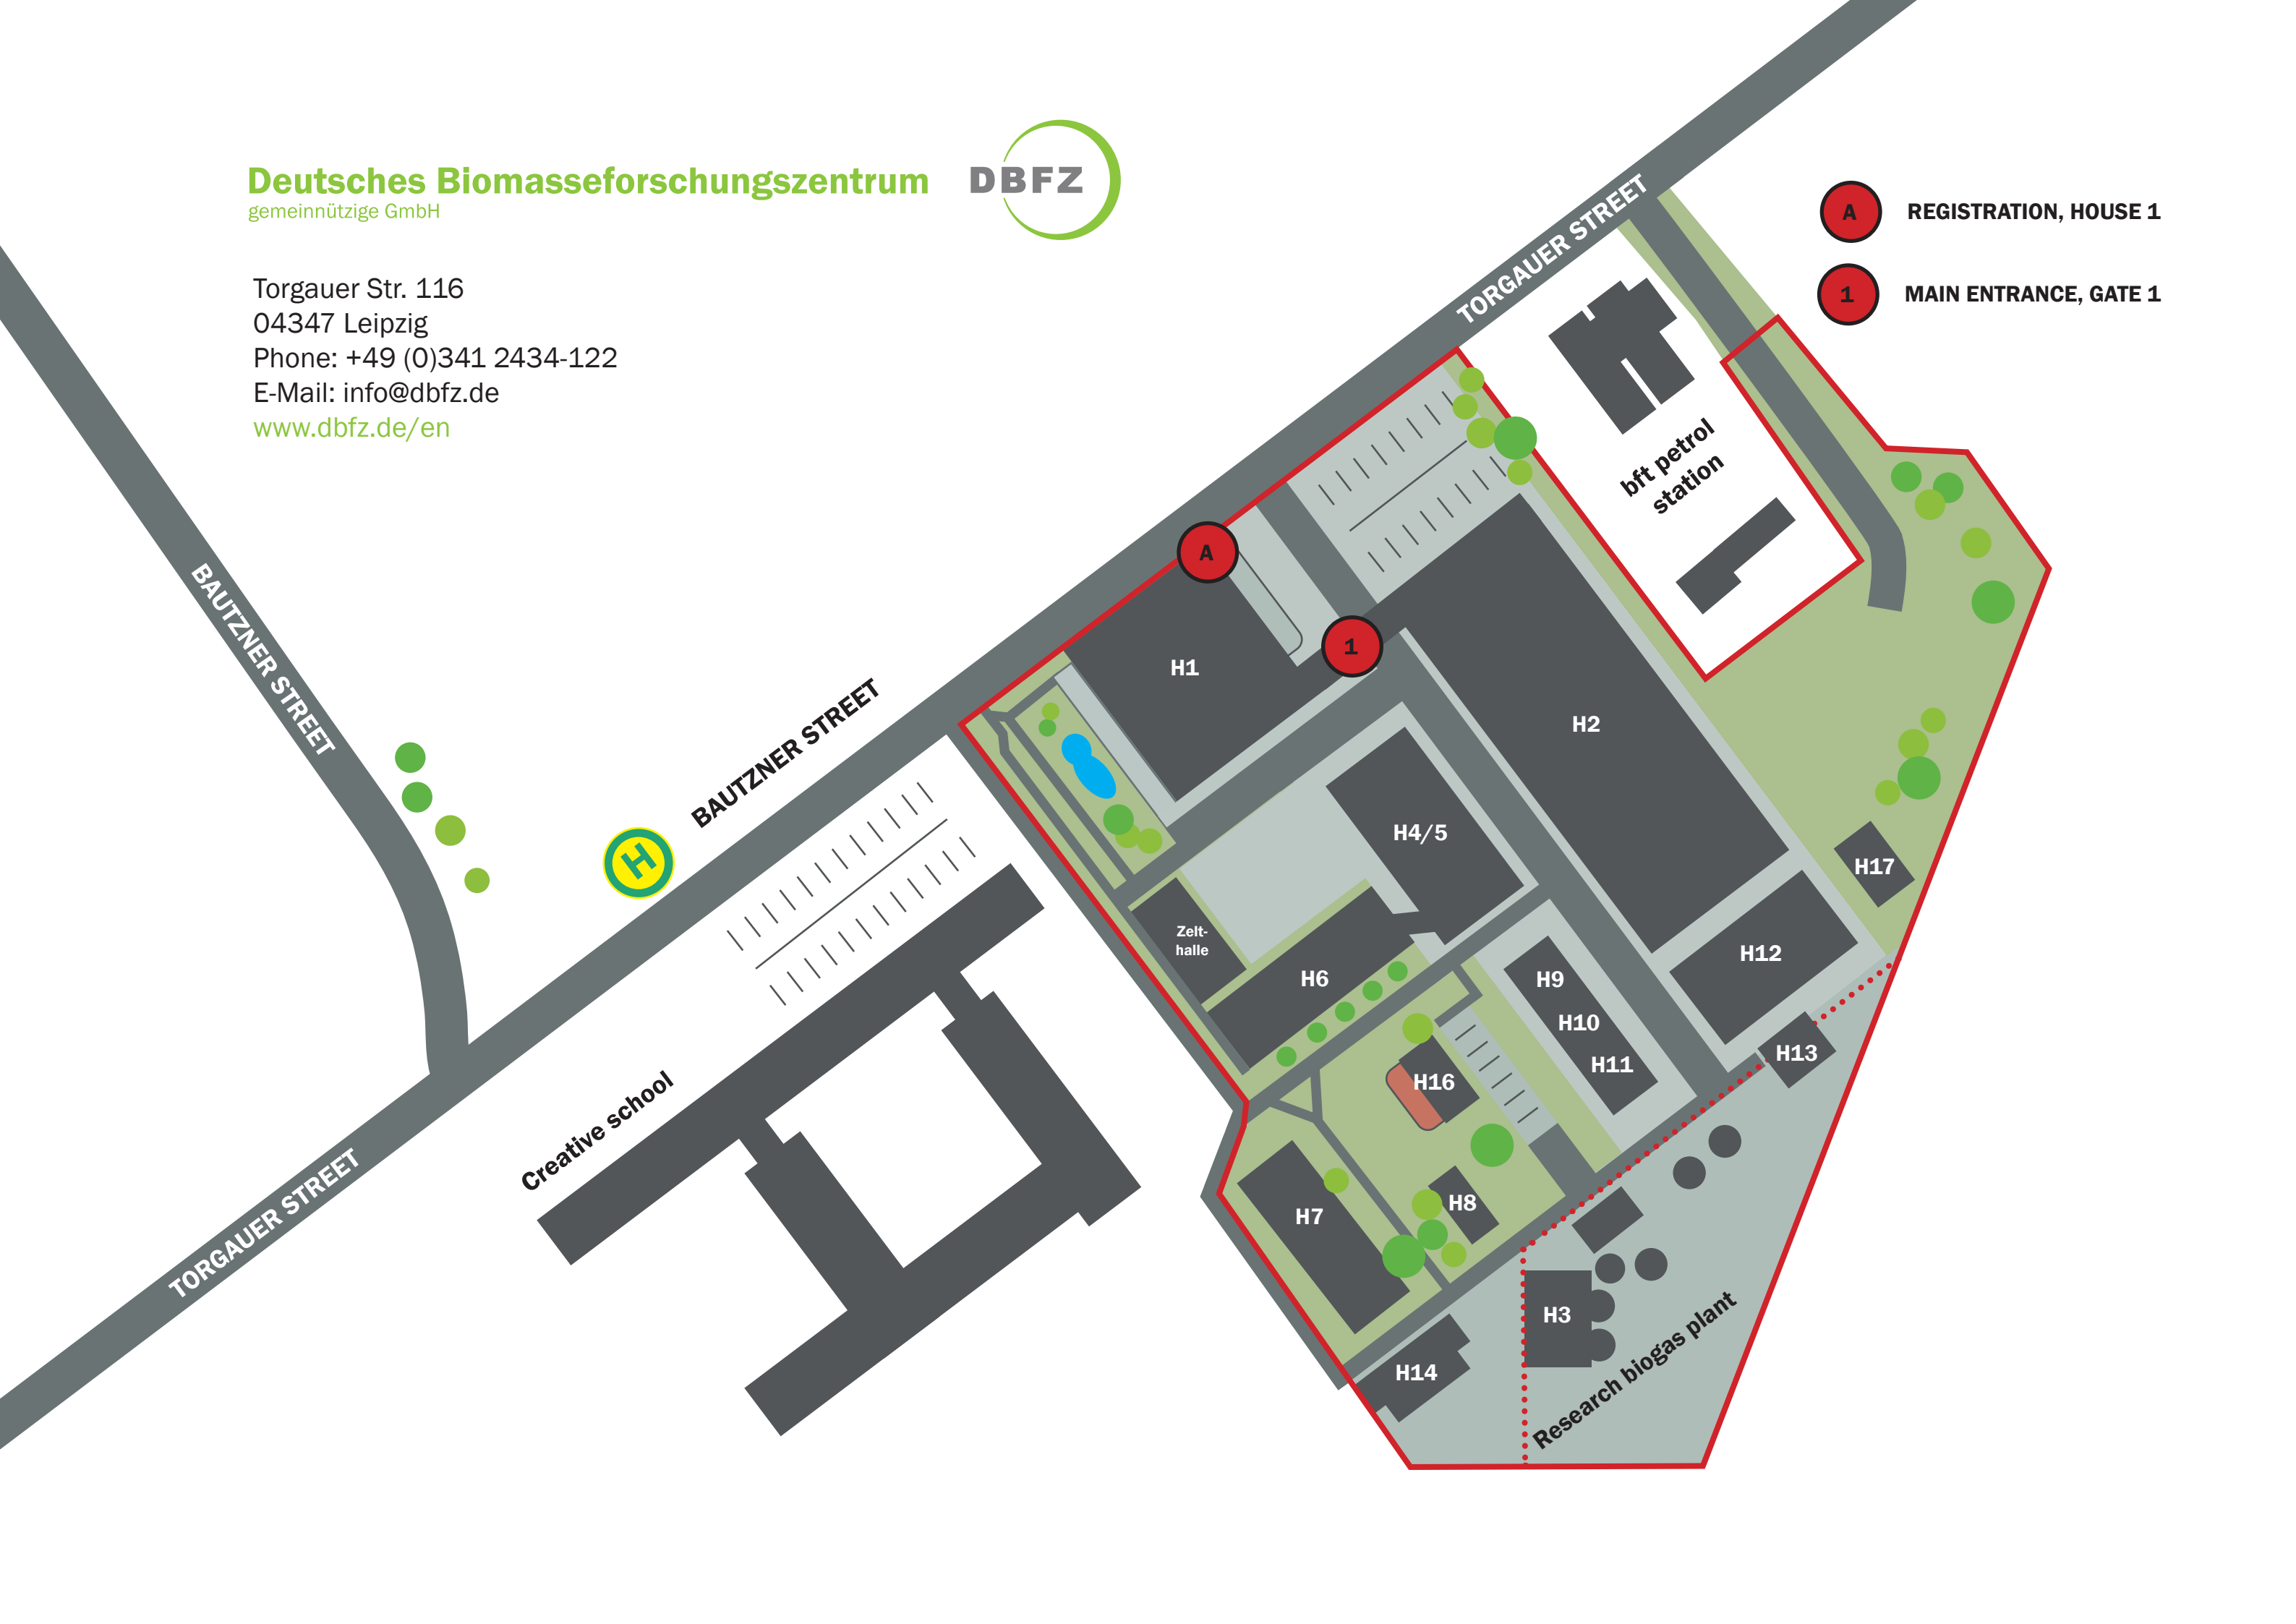 Deutsches Biomasseforschungszentrum
gemeinnützige GmbH
DBFZ
Torgauer Str. 116
04347 Leipzig
Phone: +49 (0)341 2434-122
E-Mail: info@dbfz.de
www.dbfz.de/en
A REGISTRATION, HOUSE 1
1 MAIN ENTRANCE, GATE 1
TORGAUER STREET
bft petrol
station
A
1
H1
H2
BAUTZNER STREET
BAUTZNER STREET
H
H4/5
H17
Zelt-
halle
H6
H12
H9
H10
H11
H13
H16
Creative school
TORGAUER STREET
H7
H8
H3
H14
Research biogas plant